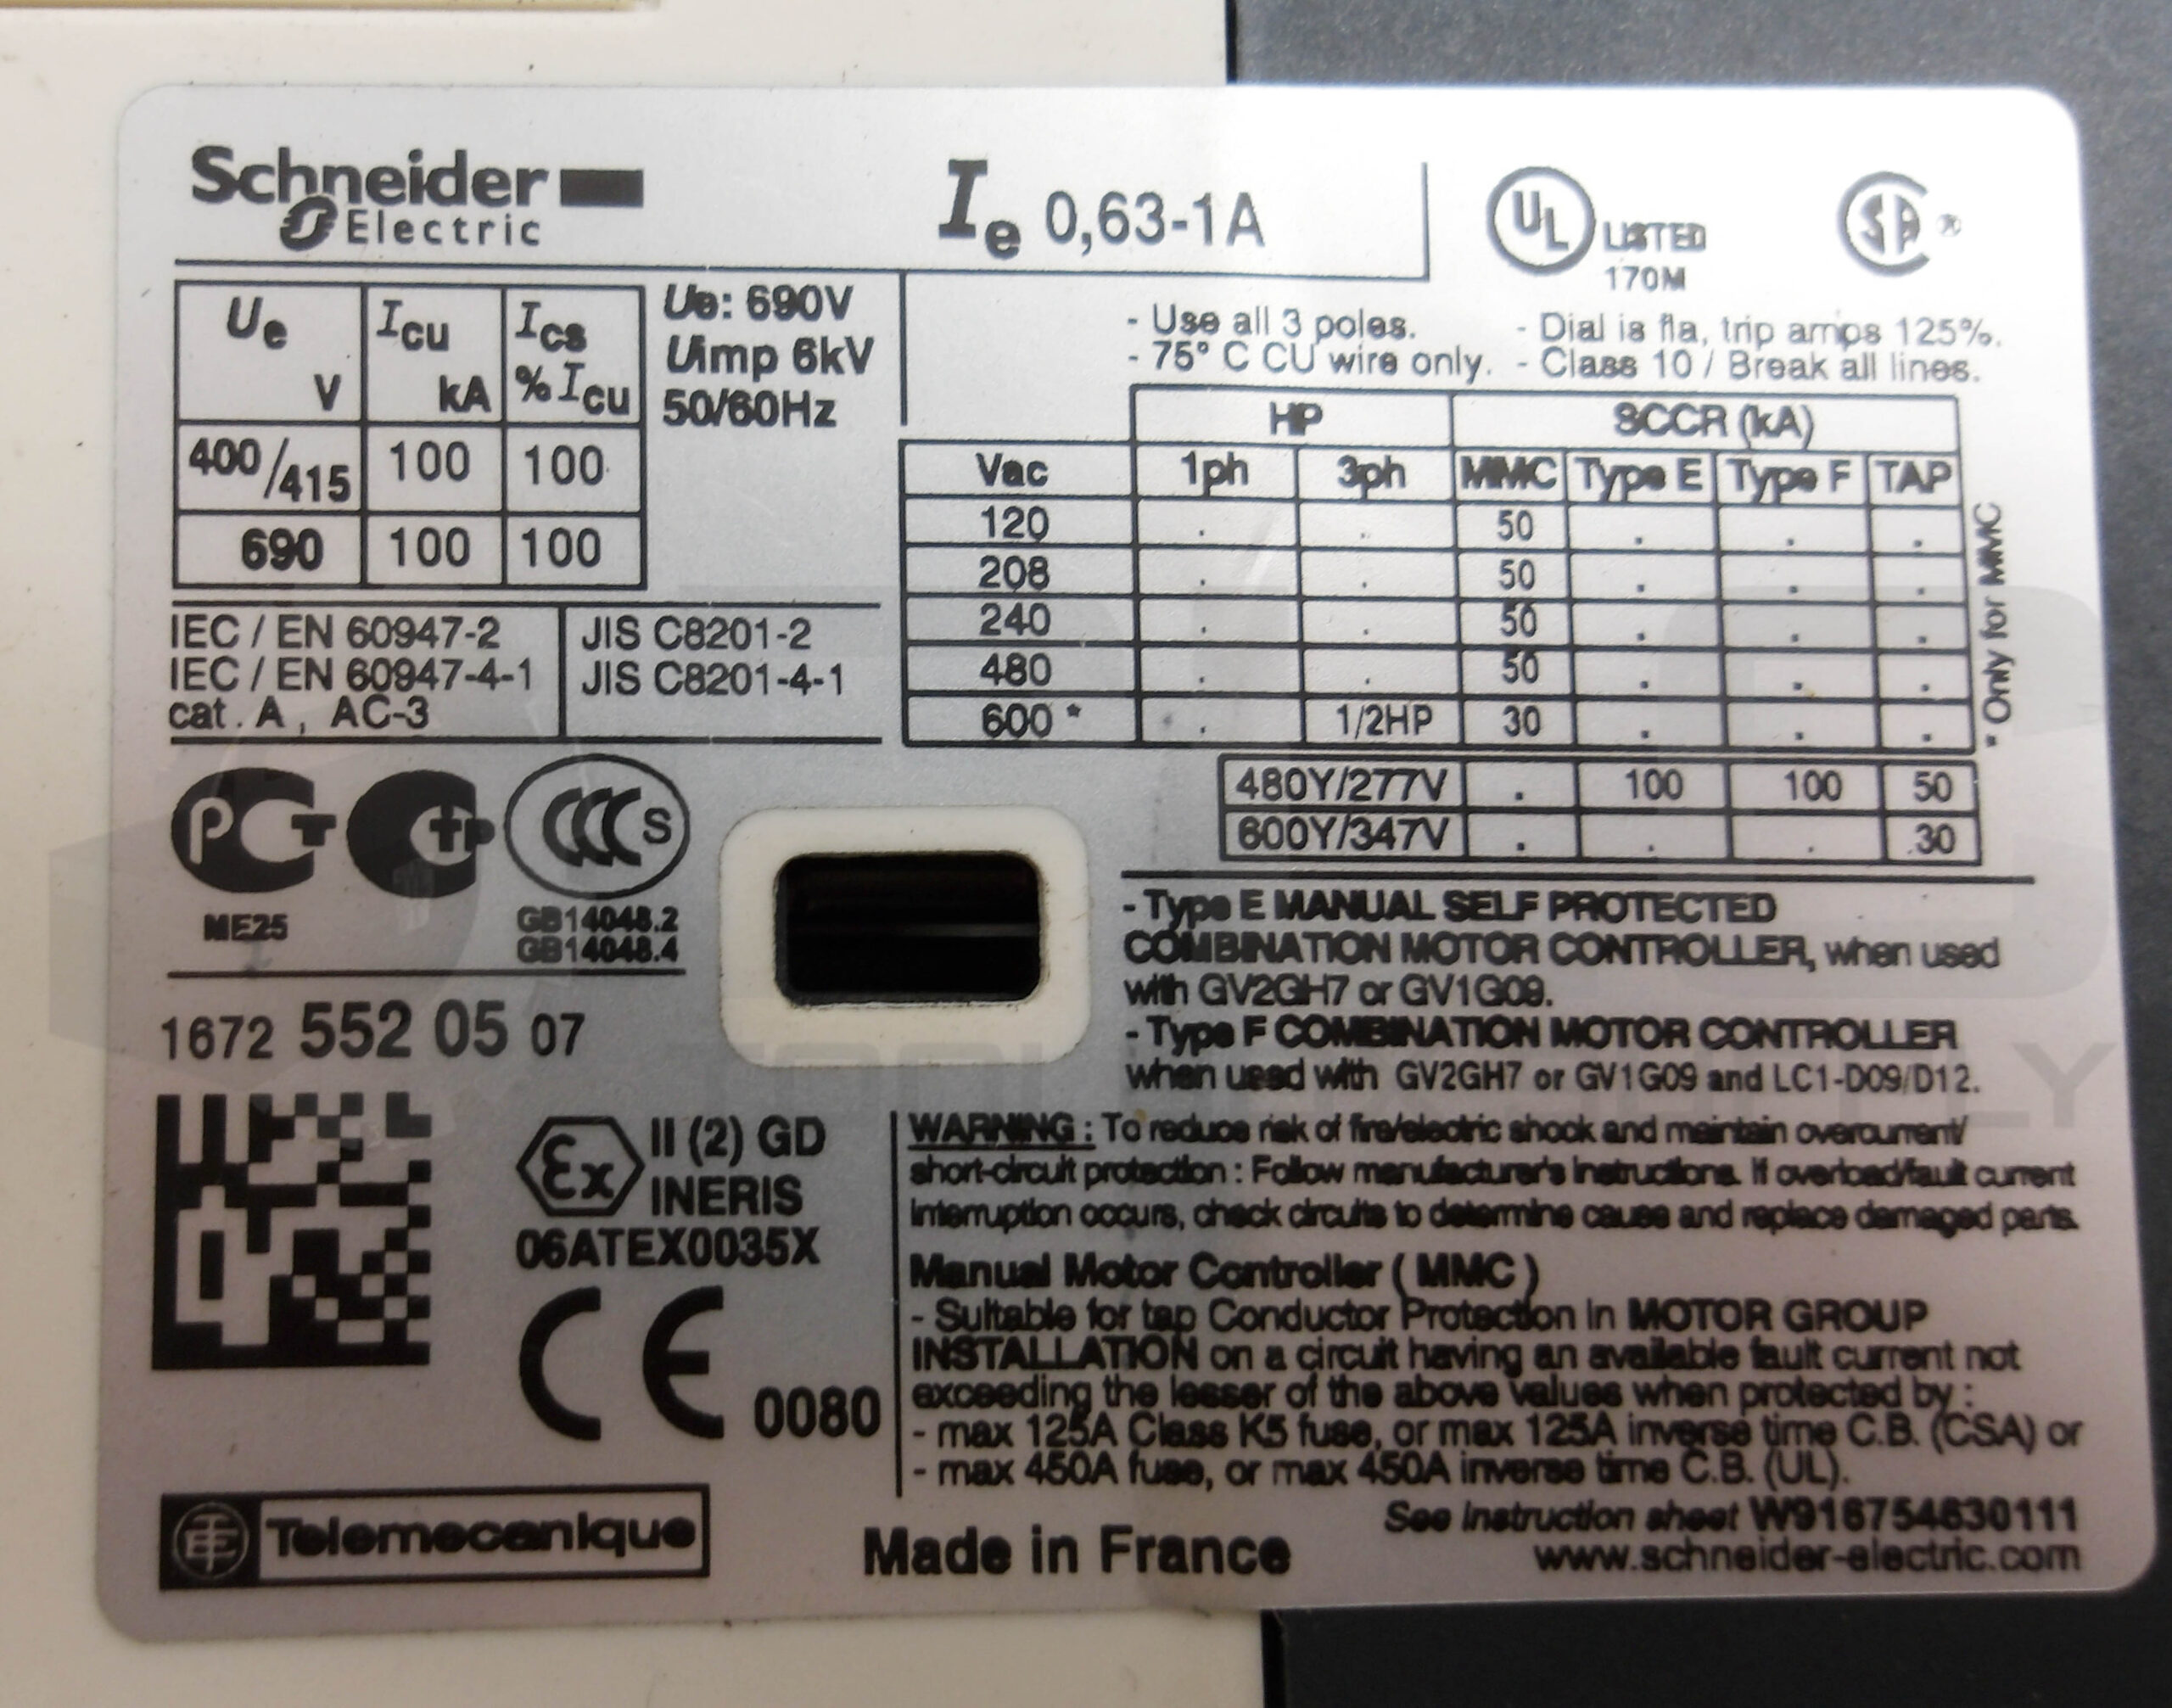 Schneider
Electric
Ie 0,63-1A
UL LISTED
170M
SA ®
Ue V Icu kA Ics %Icu
400/415 100 100
690 100 100
Ue: 690V
Uimp 6kV
50/60Hz
- Use all 3 poles. - Dial is fla, trip amps 125%.
- 75° C CU wire only. - Class 10 / Break all lines.
HP SCCR (kA)
Vac 1ph 3ph MMC Type E Type F TAP
120 . . 50 . . .
208 . . 50 . . .
240 . . 50 . . .
480 . . 50 . . .
600 * . 1/2HP 30 . . .
* Only for MMC
480Y/277V . 100 100 50
600Y/347V . . . 30
IEC / EN 60947-2
IEC / EN 60947-4-1
cat. A , AC-3
JIS C8201-2
JIS C8201-4-1
PCT
CCC S
ME25
GB14048.2
GB14048.4
1672 552 05 07
- Type E MANUAL SELF PROTECTED
COMBINATION MOTOR CONTROLLER, when used
with GV2GH7 or GV1G09.
- Type F COMBINATION MOTOR CONTROLLER
when used with GV2GH7 or GV1G09 and LC1-D09/D12.
Ex II (2) GD
INERIS
06ATEX0035X
CE 0080
WARNING : To reduce risk of fire/electric shock and maintain overcurrent/
short-circuit protection : Follow manufacturer's instructions. If overload/fault current
interruption occurs, check circuits to determine cause and replace damaged parts.
Manual Motor Controller ( MMC )
- Suitable for tap Conductor Protection in MOTOR GROUP
INSTALLATION on a circuit having an available fault current not
exceeding the lesser of the above values when protected by :
- max 125A Class K5 fuse, or max 125A inverse time C.B. (CSA) or
- max 450A fuse, or max 450A inverse time C.B. (UL).
Telemecanique
Made in France
See instruction sheet W916754630111
www.schneider-electric.com